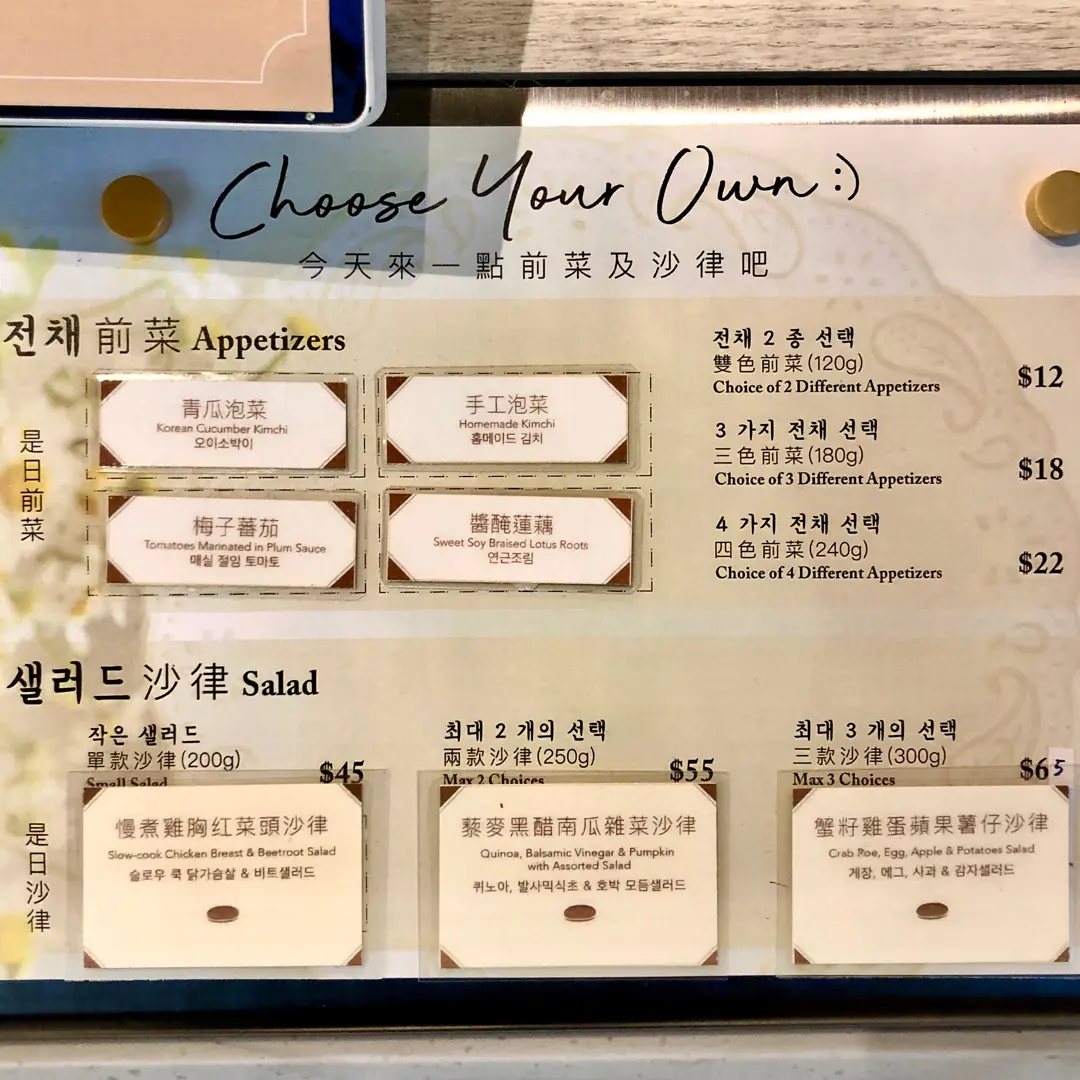 Choose Your Own :)
今天來一點前菜及沙律吧
전채 前菜 Appetizers
是日前菜
青瓜泡菜
Korean Cucumber Kimchi
오이소박이
手工泡菜
Homemade Kimchi
홈메이드 김치
梅子蕃茄
Tomatoes Marinated in Plum Sauce
매실 절임 토마토
醬醃蓮藕
Sweet Soy Braised Lotus Roots
연근조림
전채 2 종 선택
雙色前菜(120g)
Choice of 2 Different Appetizers
$12
3 가지 전채 선택
三色前菜(180g)
Choice of 3 Different Appetizers
$18
4 가지 전채 선택
四色前菜(240g)
Choice of 4 Different Appetizers
$22
샐러드 沙律 Salad
是日沙律
작은 샐러드
單款沙律(200g)
Small Salad
$45
慢煮雞胸红菜頭沙律
Slow-cook Chicken Breast & Beetroot Salad
슬로우 쿡 닭가슴살 & 비트샐러드
최대 2 개의 선택
兩款沙律(250g)
Max 2 Choices
$55
藜麥黑醋南瓜雜菜沙律
Quinoa, Balsamic Vinegar & Pumpkin
with Assorted Salad
퀴노아, 발사믹식초 & 호박 모듬샐러드
최대 3 개의 선택
三款沙律(300g)
Max 3 Choices
$65
蟹籽雞蛋蘋果薯仔沙律
Crab Roe, Egg, Apple & Potatoes Salad
게장, 에그, 사과 & 감자샐러드